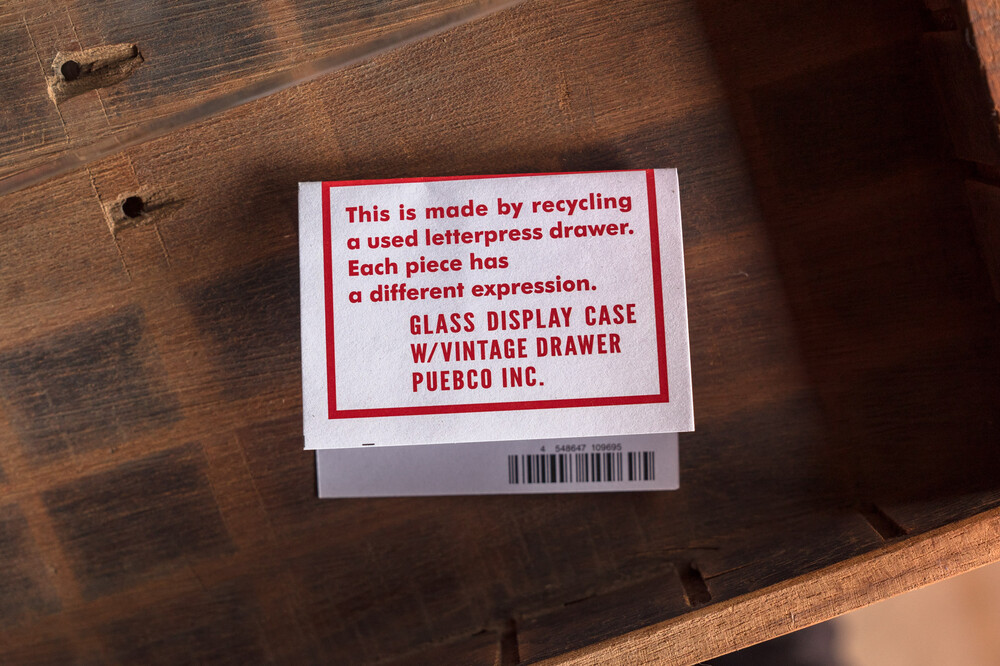 This is made by recycling
a used letterpress drawer.
Each piece has
a different expression.
GLASS DISPLAY CASE
W/VINTAGE DRAWER
PUEBCO INC.
4 548647 109695